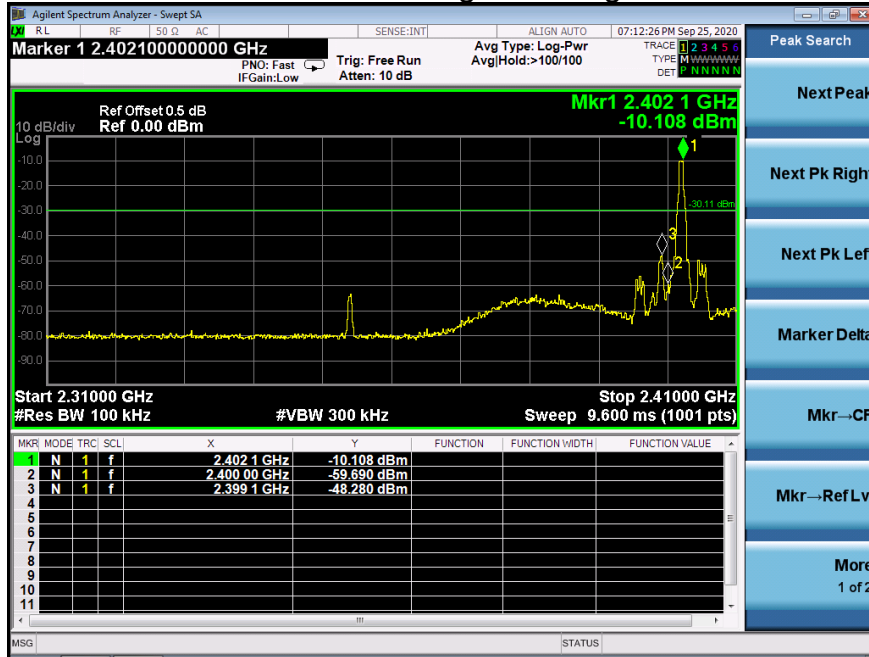 Agilent Spectrum Analyzer - Swept SA
RL RF 50 Ω AC SENSE:INT ALIGN AUTO 07:12:26 PM Sep 25, 2020
Marker 1 2.402100000000 GHz
PNO: Fast
IFGain:Low
Trig: Free Run
Atten: 10 dB
Avg Type: Log-Pwr
Avg|Hold:>100/100
TRACE 1 2 3 4 5 6
TYPE M WWWWW
DET P N N N N N
Mkr1 2.402 1 GHz
-10.108 dBm
Ref Offset 0.5 dB
10 dB/div Ref 0.00 dBm
Log
1
-10.0
-20.0
-30.0
-30.11 dBm
-40.0
3
-50.0
2
-60.0
-70.0
-80.0
-90.0
Start 2.31000 GHz Stop 2.41000 GHz
#Res BW 100 kHz #VBW 300 kHz Sweep 9.600 ms (1001 pts)
MKR MODE TRC SCL X Y FUNCTION FUNCTION WIDTH FUNCTION VALUE
1 N 1 f 2.402 1 GHz -10.108 dBm
2 N 1 f 2.400 00 GHz -59.690 dBm
3 N 1 f 2.399 1 GHz -48.280 dBm
4
5
6
7
8
9
10
11
MSG STATUS
Peak Search
Next Peak
Next Pk Righ
Next Pk Lef
Marker Delta
Mkr→CF
Mkr→Ref Lv
More
1 of 2